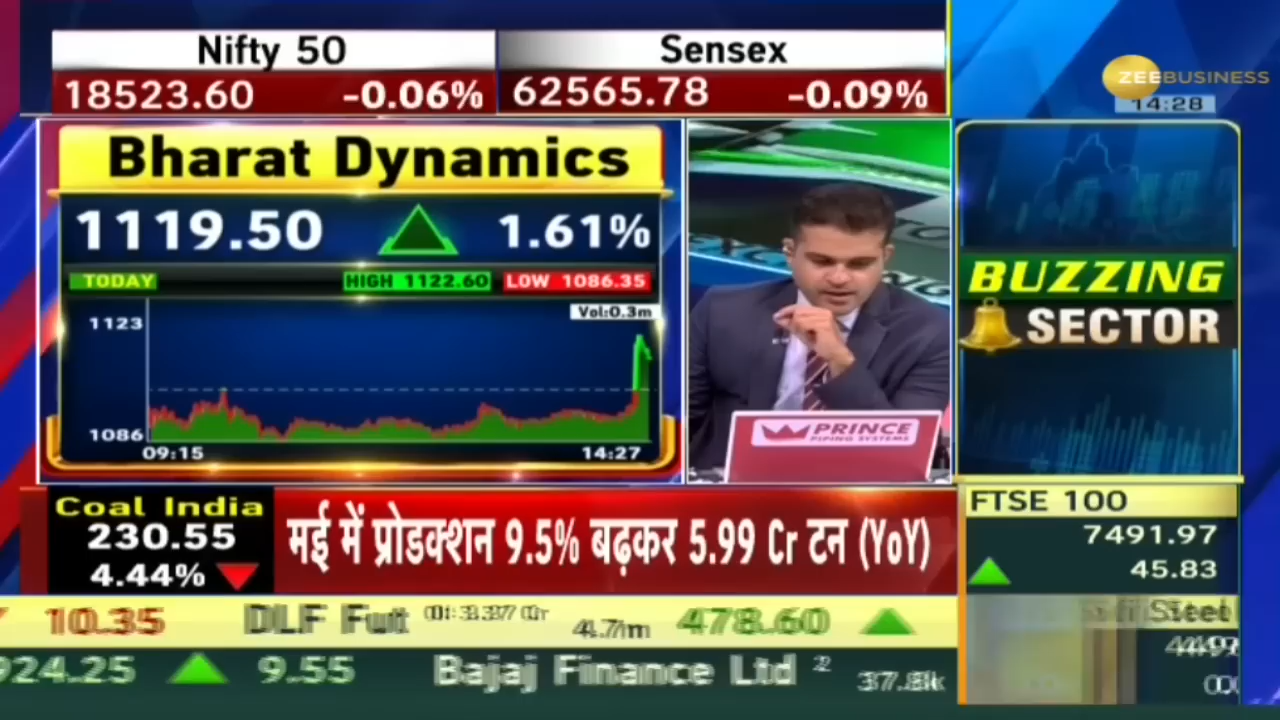 Nifty 50
18523.60 -0.06%
Sensex
62565.78 -0.09%
ZEEBUSINESS
14:28
Bharat Dynamics
1119.50 1.61%
TODAY HIGH 1122.60 LOW 1086.35
Vol:0.3m
1123
1086
09:15 14:27
PRINCE
PIPING SYSTEMS
BUZZING
SECTOR
Coal India
230.55
4.44%
मई में प्रोडक्शन 9.5% बढ़कर 5.99 Cr टन (YoY)
FTSE 100
7491.97
45.83
10.35 DLF Fut 4.7m 478.60
924.25 9.55 Bajaj Finance Ltd
Steel